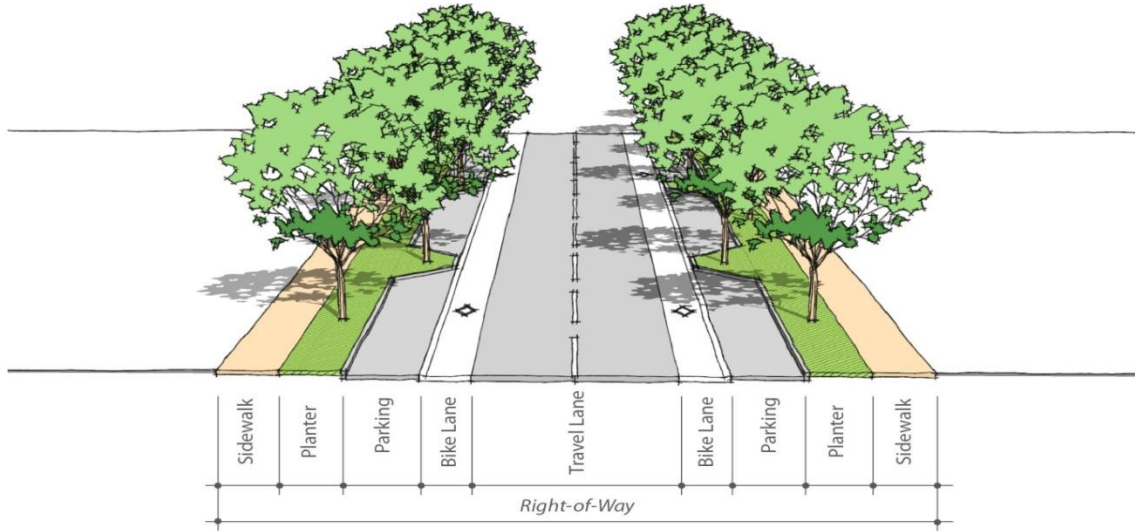 Sidewalk
Planter
Parking
Bike Lane
Travel Lane
Bike Lane
Parking
Planter
Sidewalk
Right-of-Way